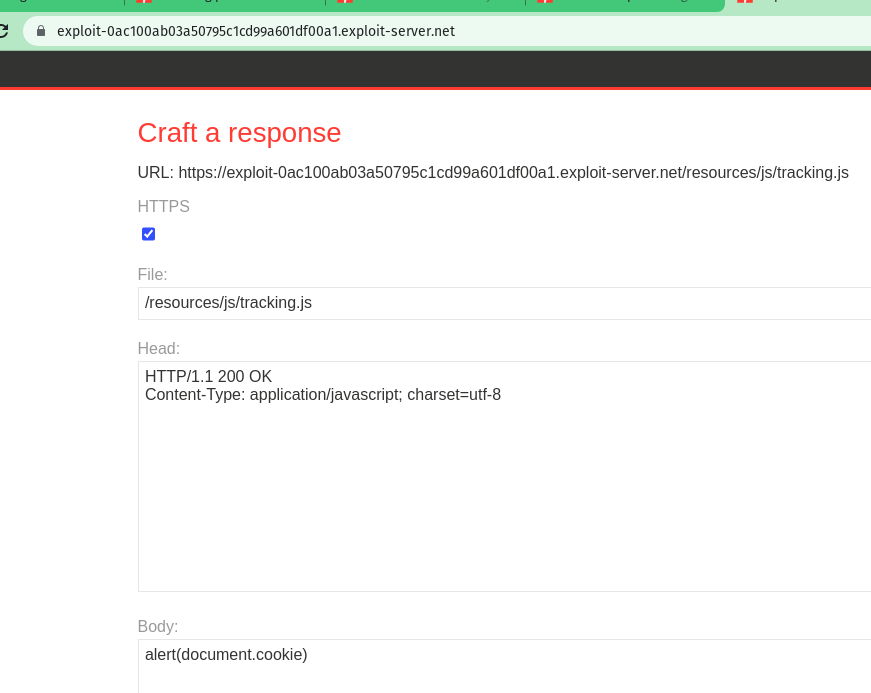 exploit-0ac100ab03a50795c1cd99a601df00a1.exploit-server.net
Craft a response
URL: https://exploit-0ac100ab03a50795c1cd99a601df00a1.exploit-server.net/resources/js/tracking.js
HTTPS
File:
/resources/js/tracking.js
Head:
HTTP/1.1 200 OK
Content-Type: application/javascript; charset=utf-8
Body:
alert(document.cookie)